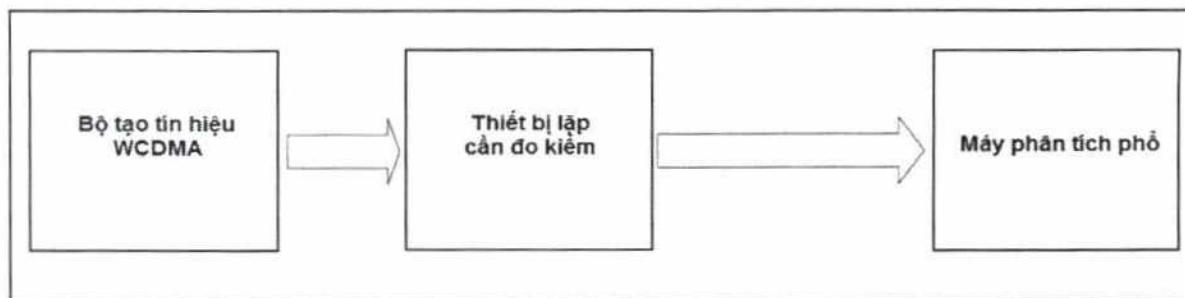 Bộ tạo tín hiệu
WCDMA
Thiết bị lặp
cần đo kiểm
Máy phân tích phổ